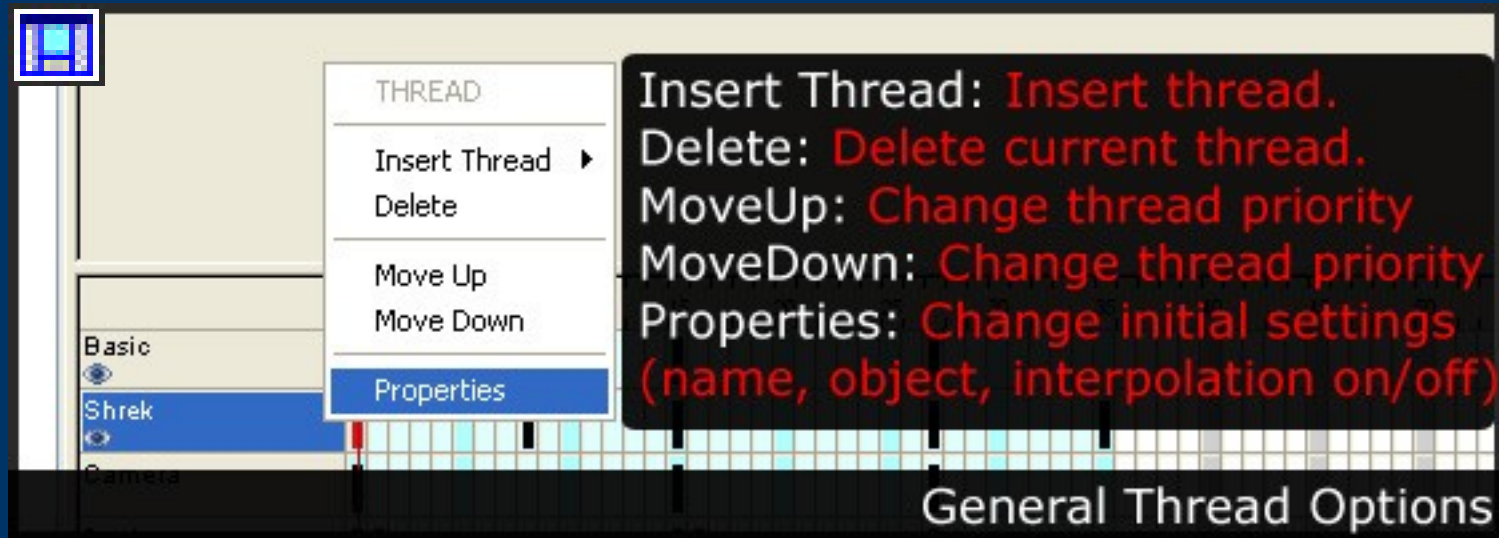 THREAD
Insert Thread
Delete
Move Up
Move Down
Properties
Insert Thread: Insert thread.
Delete: Delete current thread.
MoveUp: Change thread priority
MoveDown: Change thread priority
Properties: Change initial settings
(name, object, interpolation on/off)
Basic
Shrek
Camera
General Thread Options